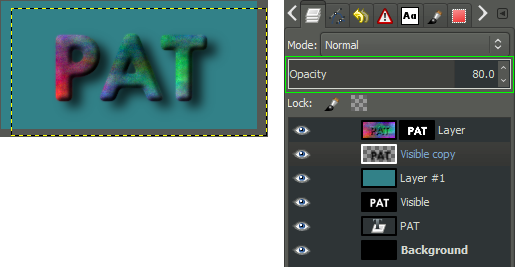 PAT
Aa
Mode: Normal
Opacity 80.0
Lock:
PAT PAT Layer
PAT Visible copy
Layer #1
PAT Visible
T PAT
Background